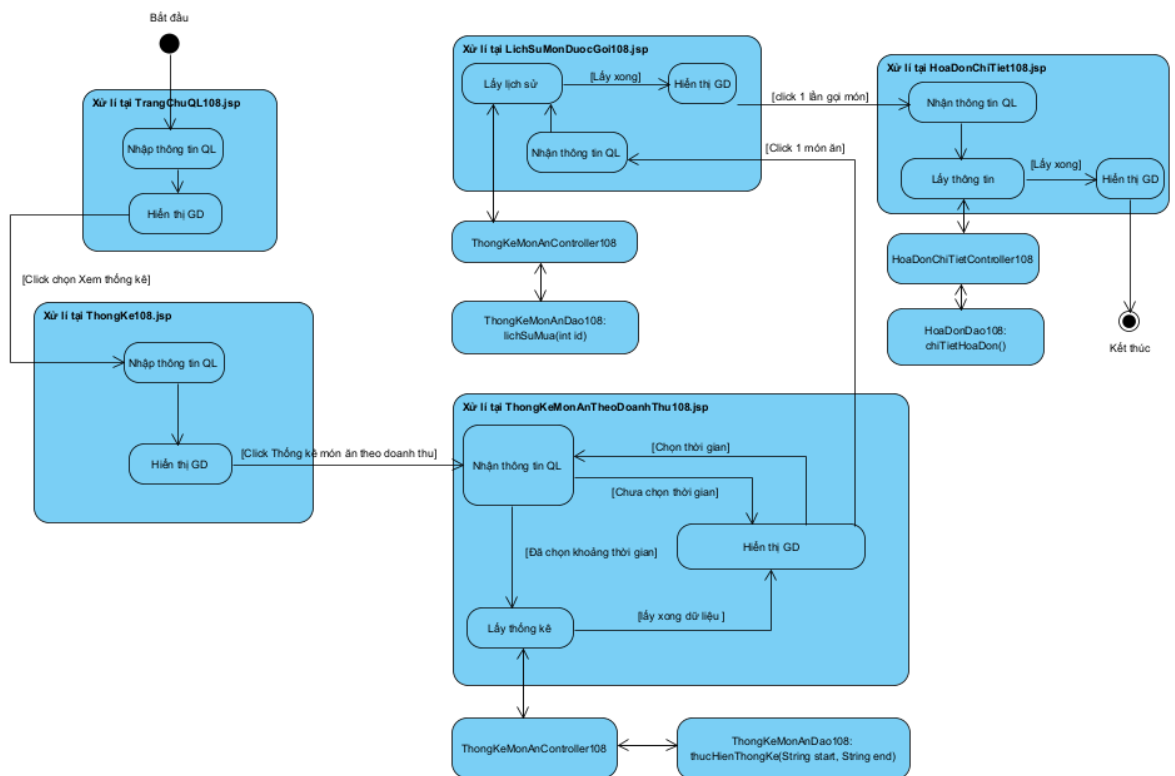 Bắt đầu
Xử lí tại TrangChuQL108.jsp
Nhập thông tin QL
Hiển thị GD
[Click chọn Xem thống kê]
Xử lí tại ThongKe108.jsp
Nhập thông tin QL
Hiển thị GD
[Click Thống kê món ăn theo doanh thu]
Xử lí tại LichSuMonDuocGoi108.jsp
Lấy lịch sử
[Lấy xong]
Hiển thị GD
Nhận thông tin QL
[click 1 lần gọi món]
[Click 1 món ăn]
ThongKeMonAnController108
ThongKeMonAnDao108:
lichSuMua(int id)
Xử lí tại HoaDonChiTiet108.jsp
Nhận thông tin QL
Lấy thông tin
[Lấy xong]
Hiển thị GD
HoaDonChiTietController108
HoaDonDao108:
chiTietHoaDon()
Kết thúc
Xử lí tại ThongKeMonAnTheoDoanhThu108.jsp
Nhận thông tin QL
[Chọn thời gian]
[Chưa chọn thời gian]
Hiển thị GD
[Đã chọn khoảng thời gian]
Lấy thống kê
[lấy xong dữ liệu ]
ThongKeMonAnController108
ThongKeMonAnDao108:
thucHienThongKe(String start, String end)